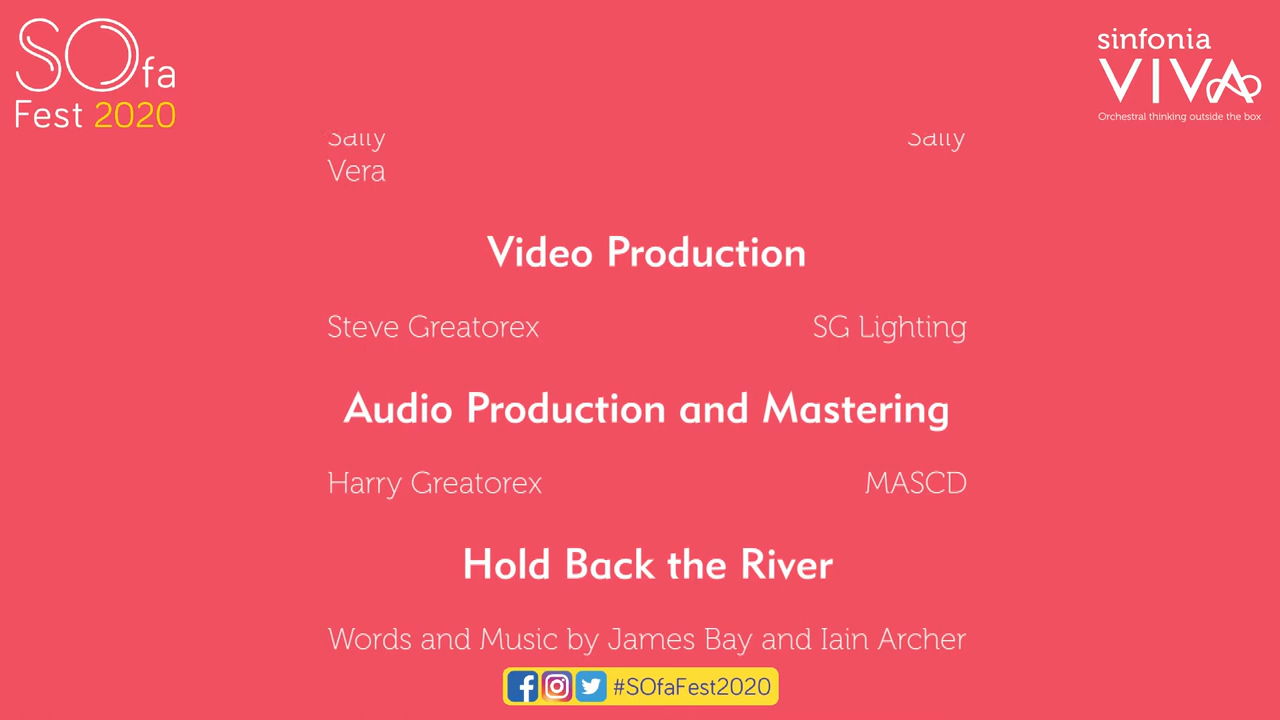 SOfa
Fest 2020
sinfonia
VIVA
Orchestral thinking outside the box
Sally Sally
Vera
Video Production
Steve Greatorex SG Lighting
Audio Production and Mastering
Harry Greatorex MASCD
Hold Back the River
Words and Music by James Bay and Iain Archer
#SOfaFest2020